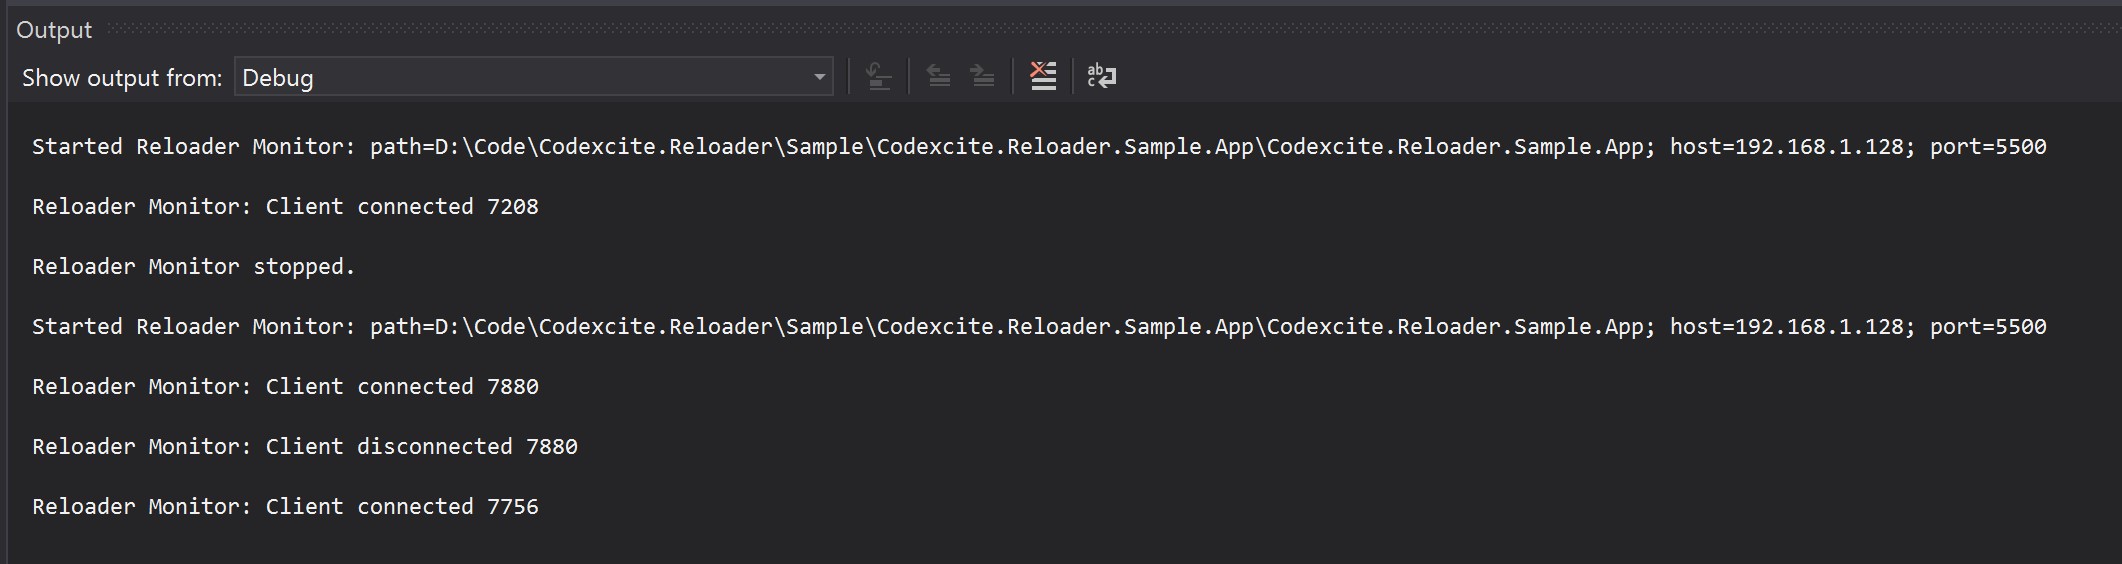 Output
Show output from: Debug
Started Reloader Monitor: path=D:\Code\Codexcite.Reloader\Sample\Codexcite.Reloader.Sample.App\Codexcite.Reloader.Sample.App; host=192.168.1.128; port=5500
Reloader Monitor: Client connected 7208
Reloader Monitor stopped.
Started Reloader Monitor: path=D:\Code\Codexcite.Reloader\Sample\Codexcite.Reloader.Sample.App\Codexcite.Reloader.Sample.App; host=192.168.1.128; port=5500
Reloader Monitor: Client connected 7880
Reloader Monitor: Client disconnected 7880
Reloader Monitor: Client connected 7756